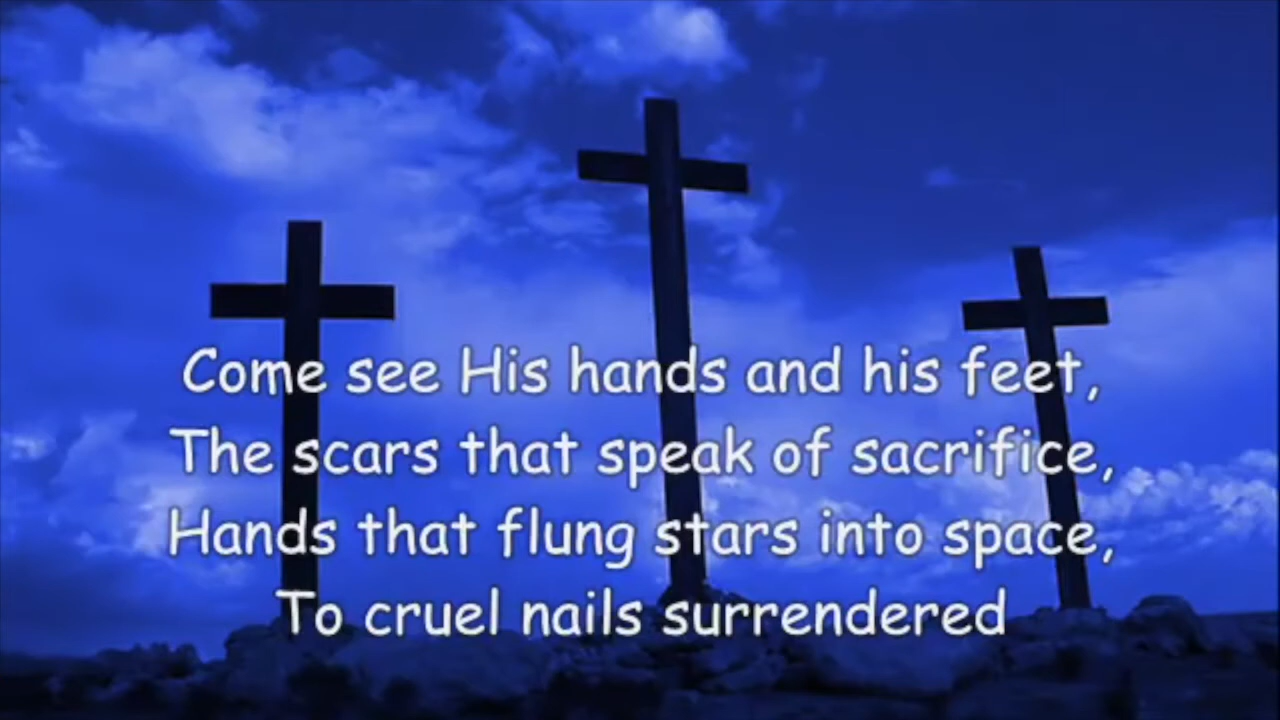 Come see His hands and his feet,
The scars that speak of sacrifice,
Hands that flung stars into space,
To cruel nails surrendered